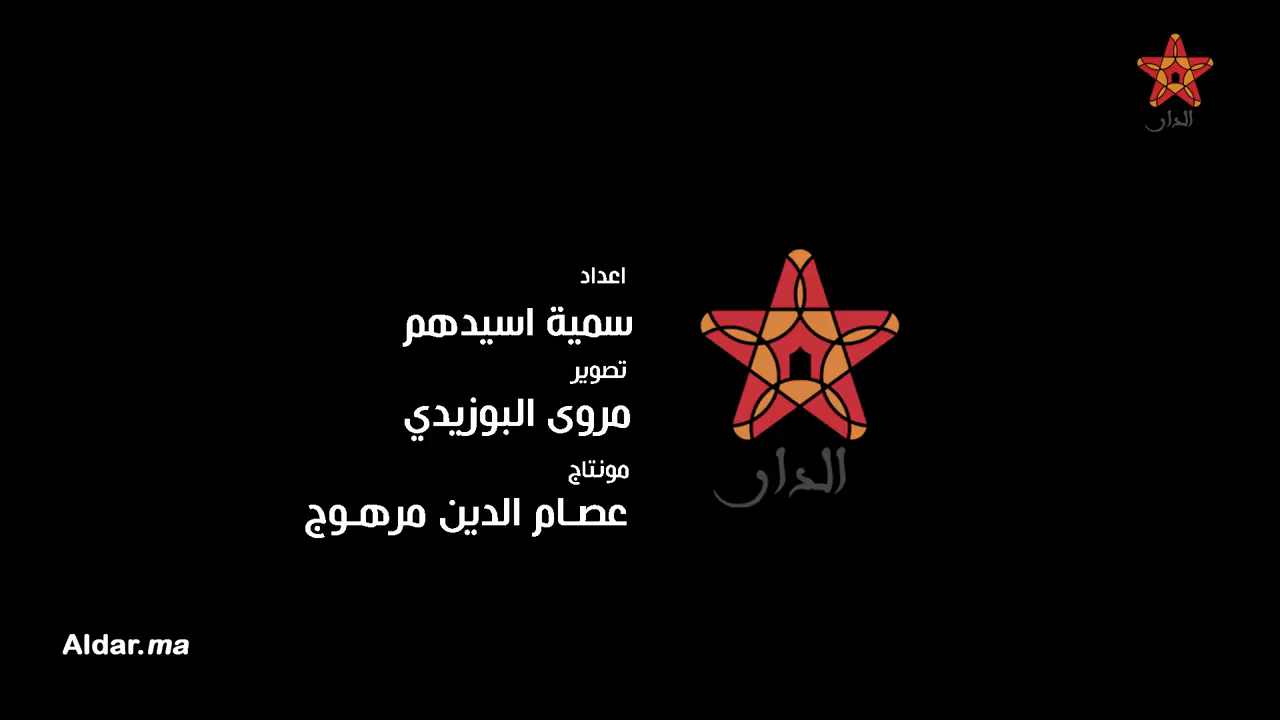 الدار
اعداد
سمية اسيدهم
تصوير
مروى البوزيدي
مونتاج
عصـام الدين مرهـوج
الدار
Aldar.ma